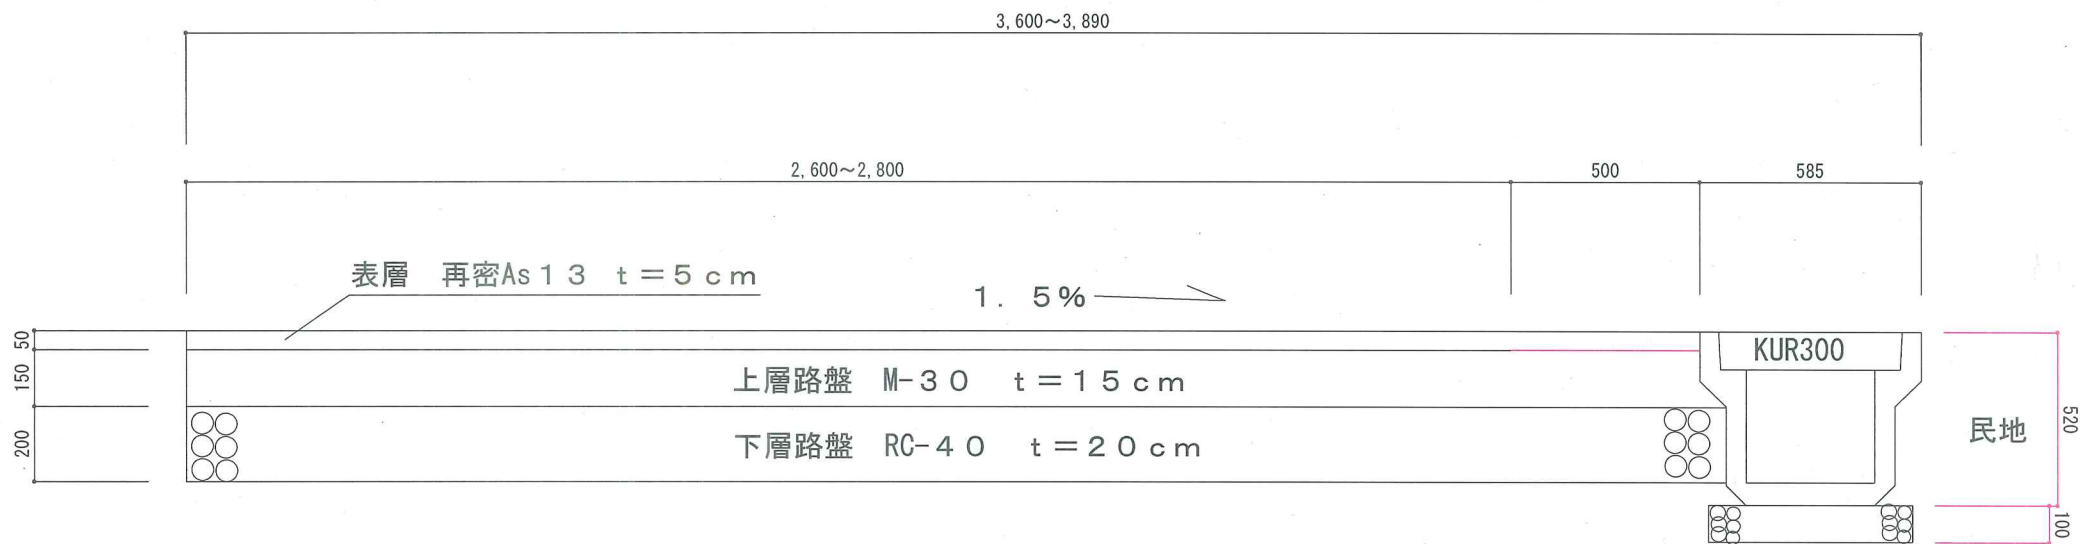 3,600～3,890
2,600～2,800
500
585
表層　再密As１３　ｔ＝５ｃｍ
１．５%
50
150
200
上層路盤　M-３０　ｔ＝１５ｃｍ
下層路盤　RC-４０　ｔ＝２０ｃｍ
KUR300
民地
520
100